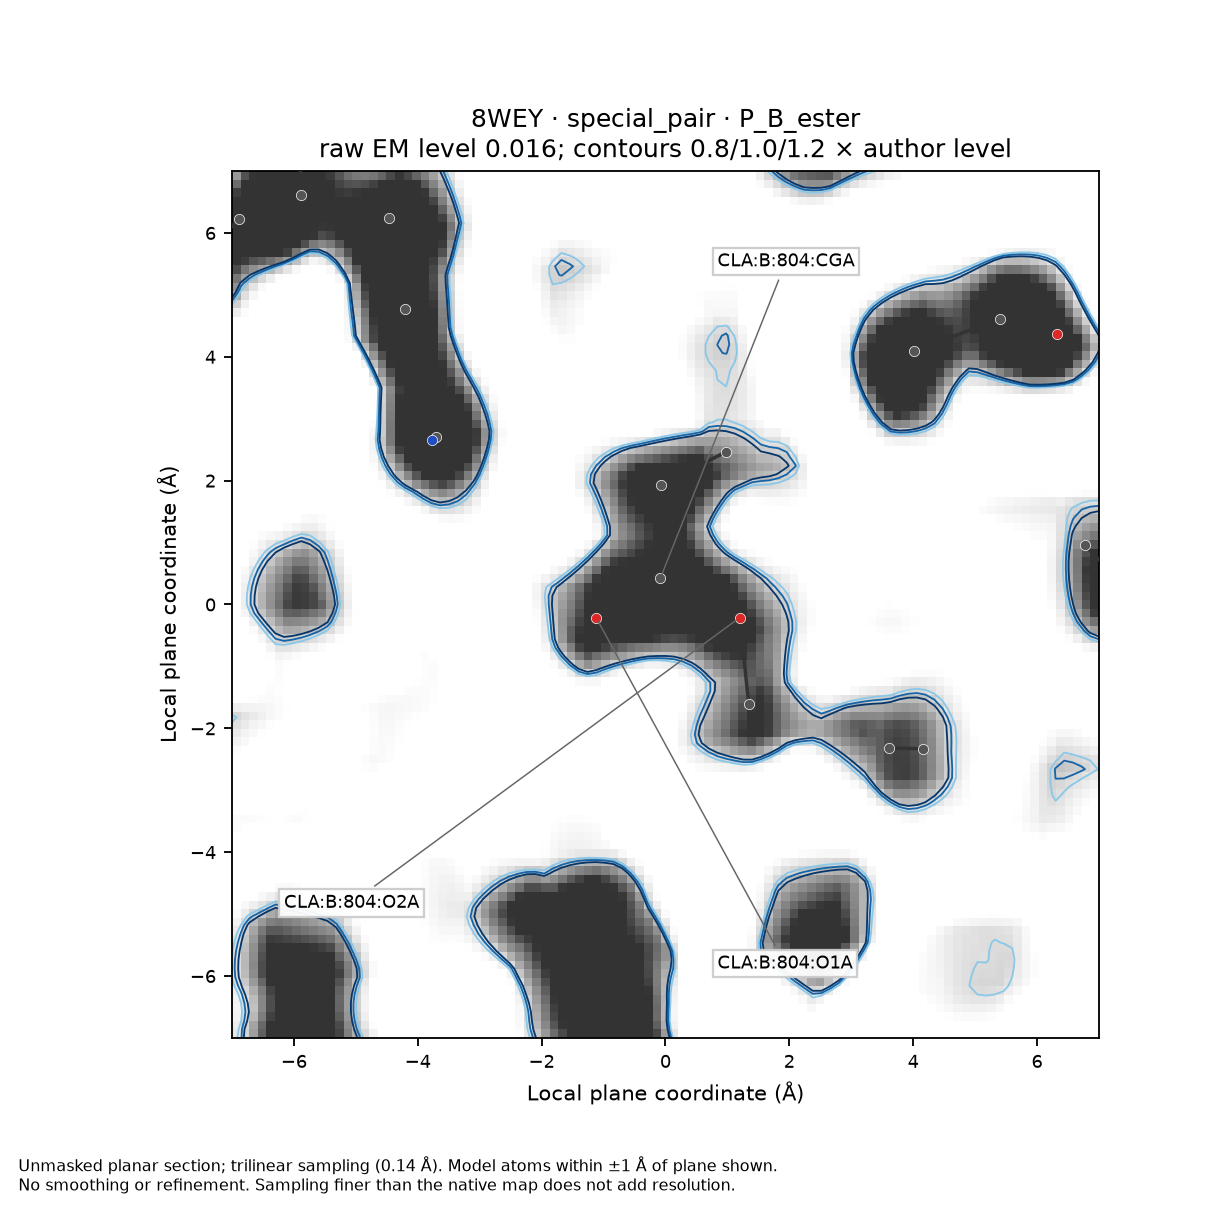 8WEY · special_pair · P_B_ester
raw EM level 0.016; contours 0.8/1.0/1.2 × author level
CLA:B:804:CGA
CLA:B:804:O2A
CLA:B:804:O1A
Local plane coordinate (Å)
6
4
2
0
−2
−4
−6
−6
−4
−2
0
2
4
6
Local plane coordinate (Å)
Unmasked planar section; trilinear sampling (0.14 Å). Model atoms within ±1 Å of plane shown.
No smoothing or refinement. Sampling finer than the native map does not add resolution.